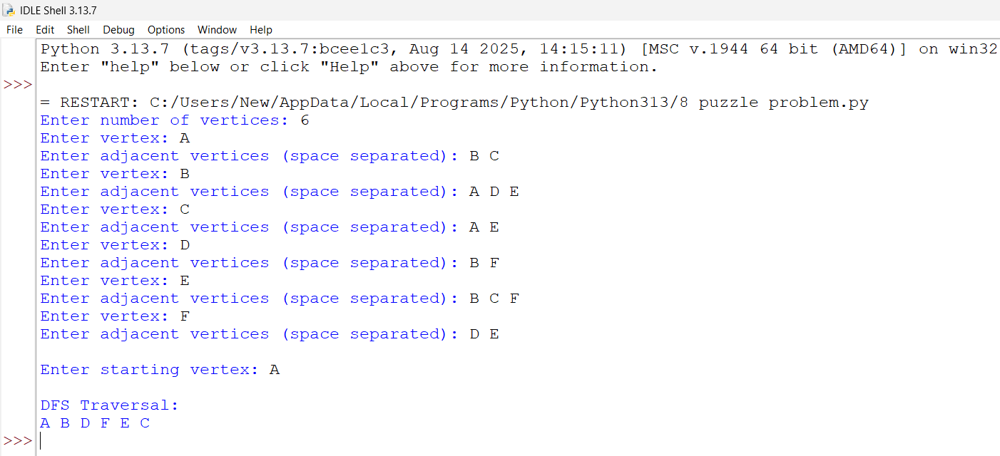 IDLE Shell 3.13.7
File Edit Shell Debug Options Window Help
Python 3.13.7 (tags/v3.13.7:bcee1c3, Aug 14 2025, 14:15:11) [MSC v.1944 64 bit (AMD64)] on win32
Enter "help" below or click "Help" above for more information.
>>>
= RESTART: C:/Users/New/AppData/Local/Programs/Python/Python313/8 puzzle problem.py
Enter number of vertices: 6
Enter vertex: A
Enter adjacent vertices (space separated): B C
Enter vertex: B
Enter adjacent vertices (space separated): A D E
Enter vertex: C
Enter adjacent vertices (space separated): A E
Enter vertex: D
Enter adjacent vertices (space separated): B F
Enter vertex: E
Enter adjacent vertices (space separated): B C F
Enter vertex: F
Enter adjacent vertices (space separated): D E
Enter starting vertex: A
DFS Traversal:
A B D F E C
>>>